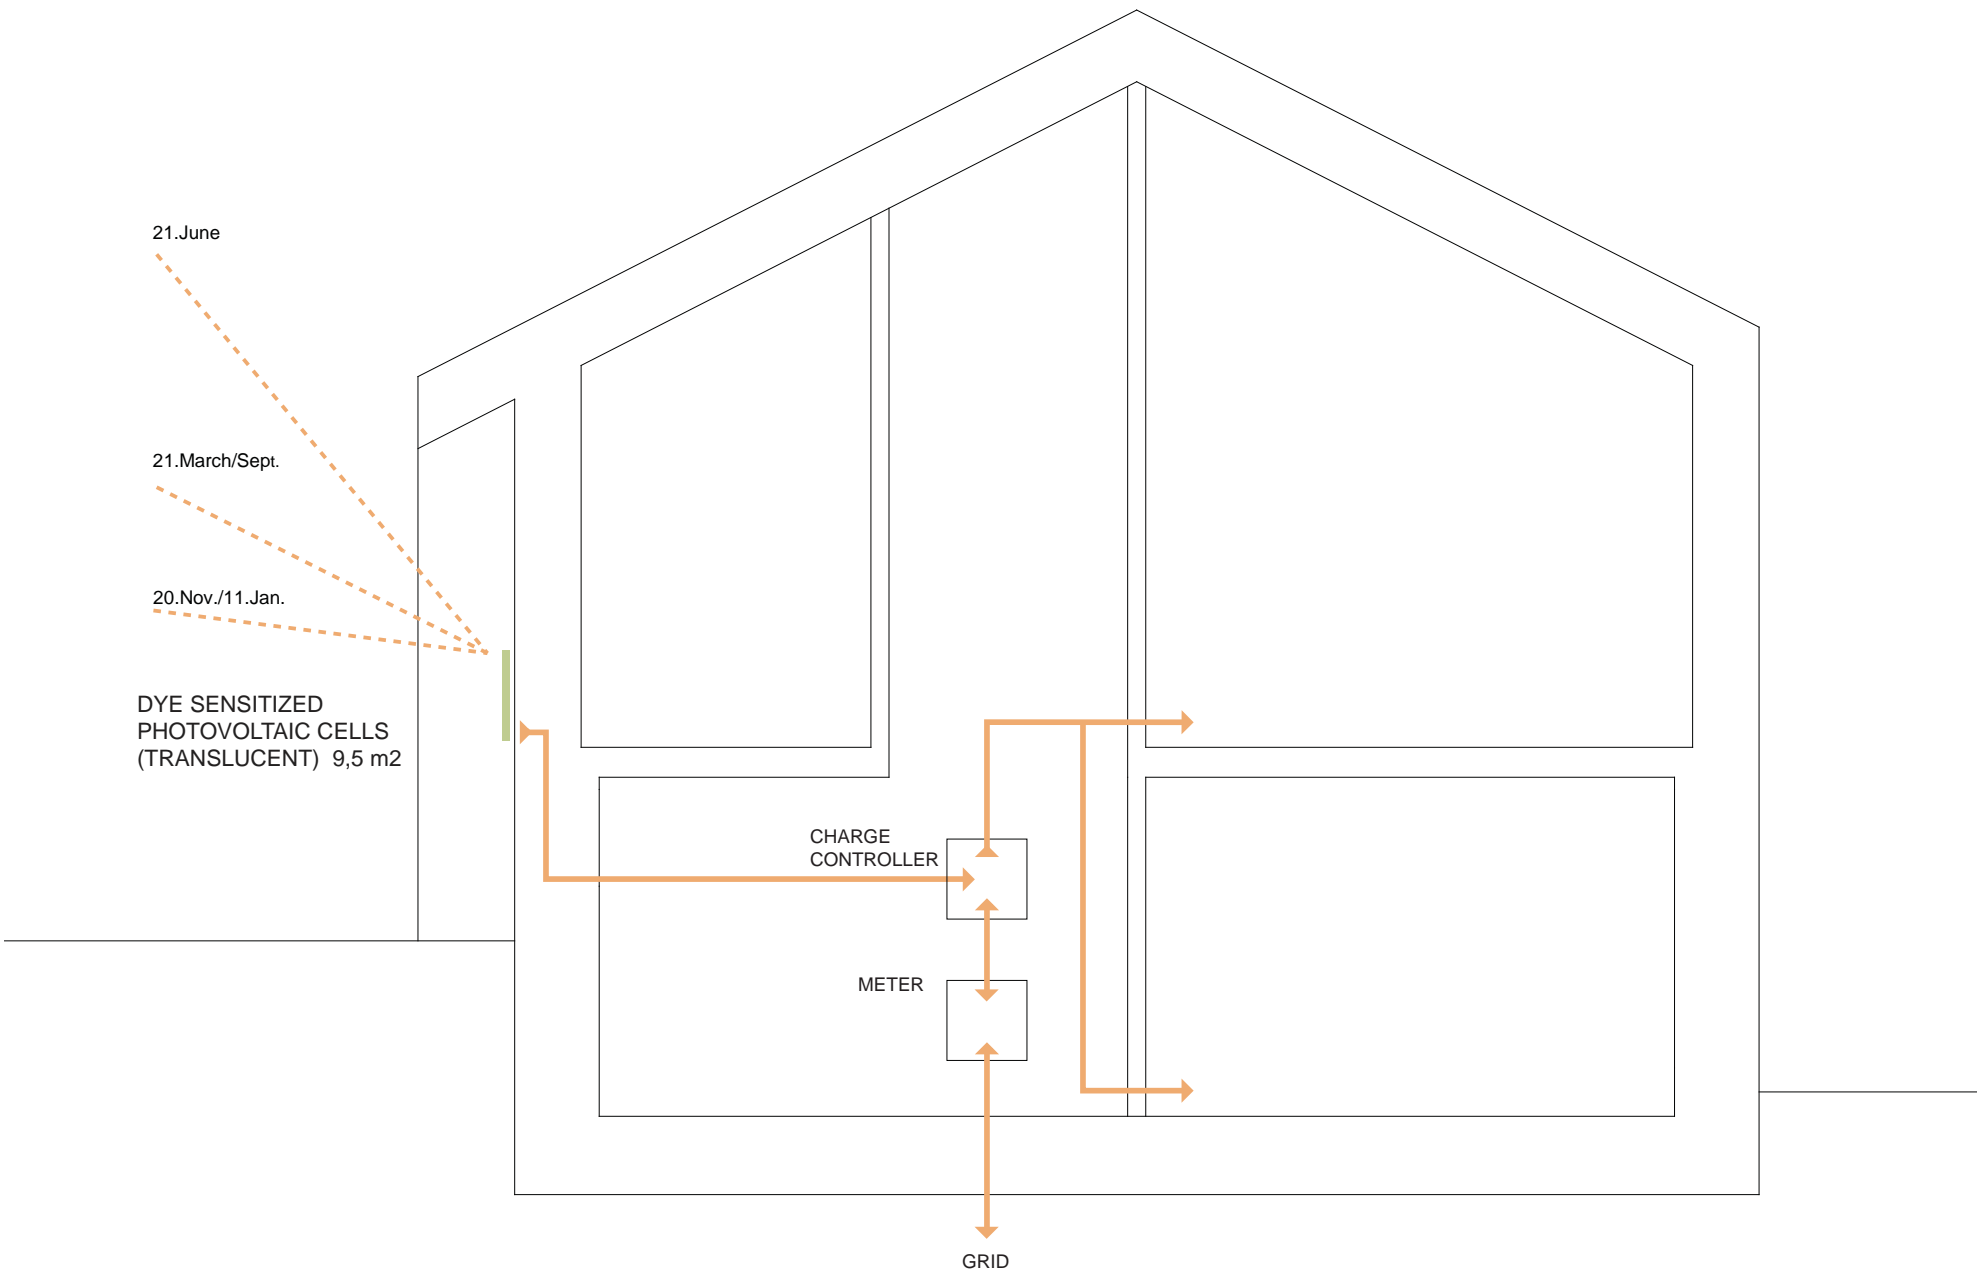 21.June
21.March/Sept.
20.Nov./11.Jan.
DYE SENSITIZED
PHOTOVOLTAIC CELLS
(TRANSLUCENT) 9,5 m2
CHARGE
CONTROLLER
METER
GRID